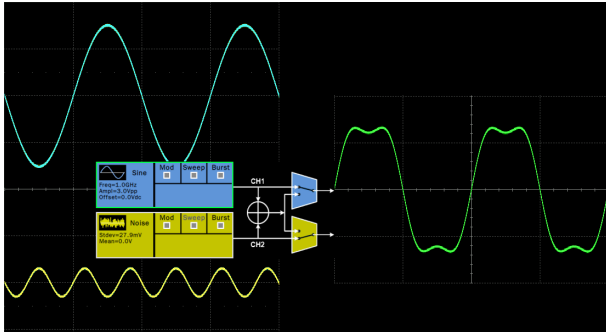 Sine
Mod Sweep Burst
Freq=1.0GHz
Ampl=3.0Vpp
Offset=0.0Vdc
CH1
Noise
Mod Sweep Burst
Stdev=27.9mV
Mean=0.0V
CH2